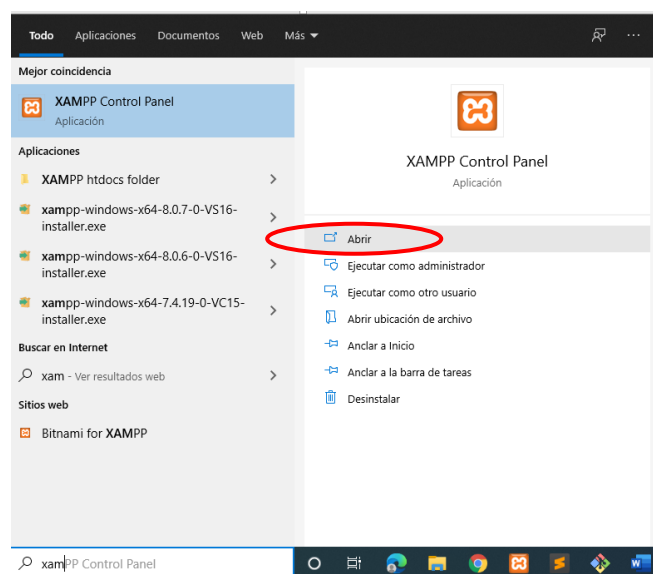 Todo Aplicaciones Documentos Web Más
Mejor coincidencia
XAMPP Control Panel
Aplicación
Aplicaciones
XAMPP htdocs folder
xampp-windows-x64-8.0.7-0-VS16-
installer.exe
xampp-windows-x64-8.0.6-0-VS16-
installer.exe
xampp-windows-x64-7.4.19-0-VC15-
installer.exe
Buscar en Internet
xam - Ver resultados web
Sitios web
Bitnami for XAMPP
XAMPP Control Panel
Aplicación
Abrir
Ejecutar como administrador
Ejecutar como otro usuario
Abrir ubicación de archivo
Anclar a Inicio
Anclar a la barra de tareas
Desinstalar
xamPP Control Panel